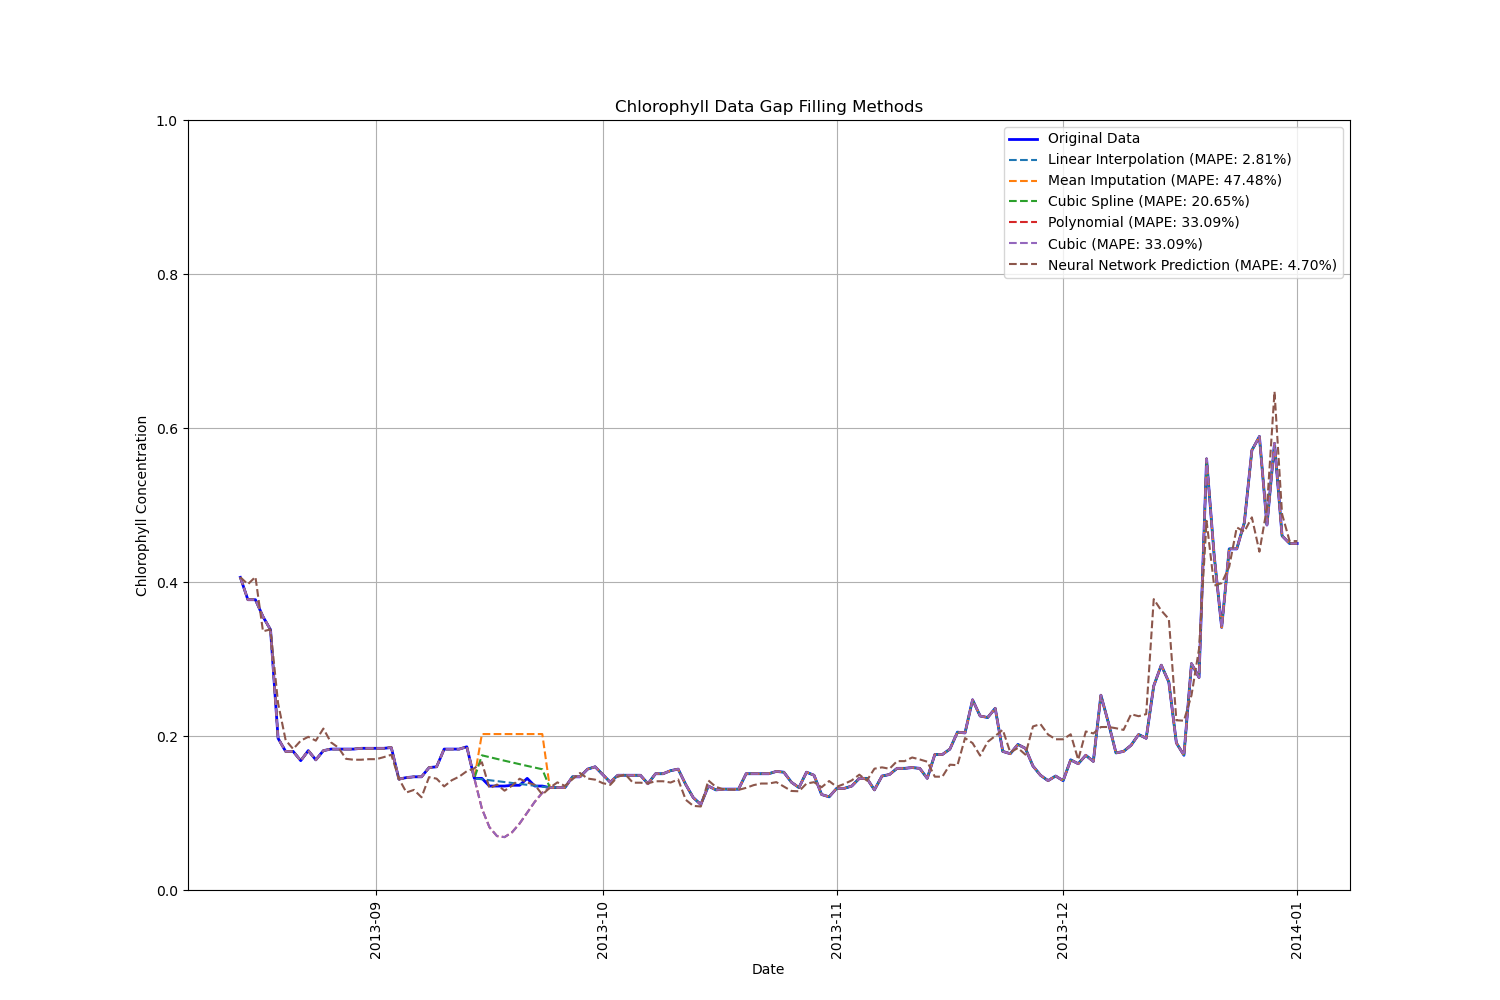 Chlorophyll Data Gap Filling Methods
1.0
0.8
0.6
0.4
0.2
0.0
Chlorophyll Concentration
Original Data
Linear Interpolation (MAPE: 2.81%)
Mean Imputation (MAPE: 47.48%)
Cubic Spline (MAPE: 20.65%)
Polynomial (MAPE: 33.09%)
Cubic (MAPE: 33.09%)
Neural Network Prediction (MAPE: 4.70%)
2013-09
2013-10
2013-11
2013-12
2014-01
Date